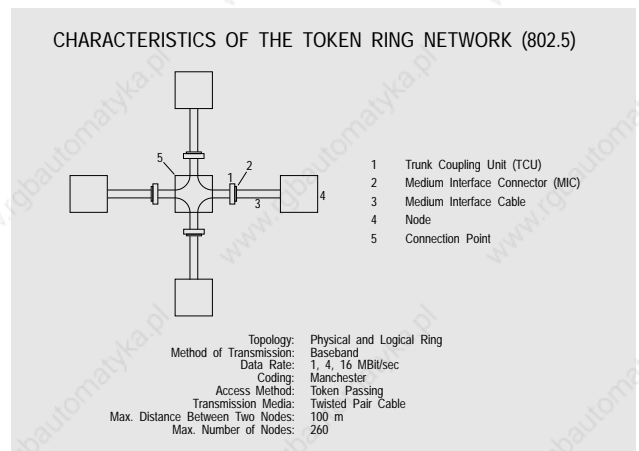 CHARACTERISTICS OF THE TOKEN RING NETWORK (802.5)
5
1
2
3
4
1 Trunk Coupling Unit (TCU)
2 Medium Interface Connector (MIC)
3 Medium Interface Cable
4 Node
5 Connection Point
Topology: Physical and Logical Ring
Method of Transmission: Baseband
Data Rate: 1, 4, 16 MBit/sec
Coding: Manchester
Access Method: Token Passing
Transmission Media: Twisted Pair Cable
Max. Distance Between Two Nodes: 100 m
Max. Number of Nodes: 260
www.rgbautomatyka.pl